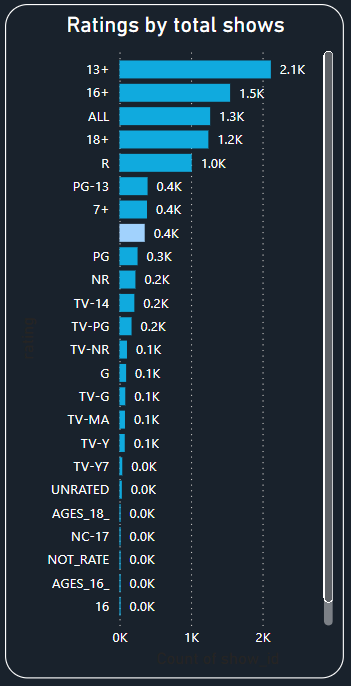 Ratings by total shows
13+ 2.1K
16+ 1.5K
ALL 1.3K
18+ 1.2K
R 1.0K
PG-13 0.4K
7+ 0.4K
0.4K
PG 0.3K
NR 0.2K
TV-14 0.2K
TV-PG 0.2K
TV-NR 0.1K
G 0.1K
TV-G 0.1K
TV-MA 0.1K
TV-Y 0.1K
TV-Y7 0.0K
UNRATED 0.0K
AGES_18_ 0.0K
NC-17 0.0K
NOT_RATE 0.0K
AGES_16_ 0.0K
16 0.0K
rating
0K 1K 2K
Count of show_id